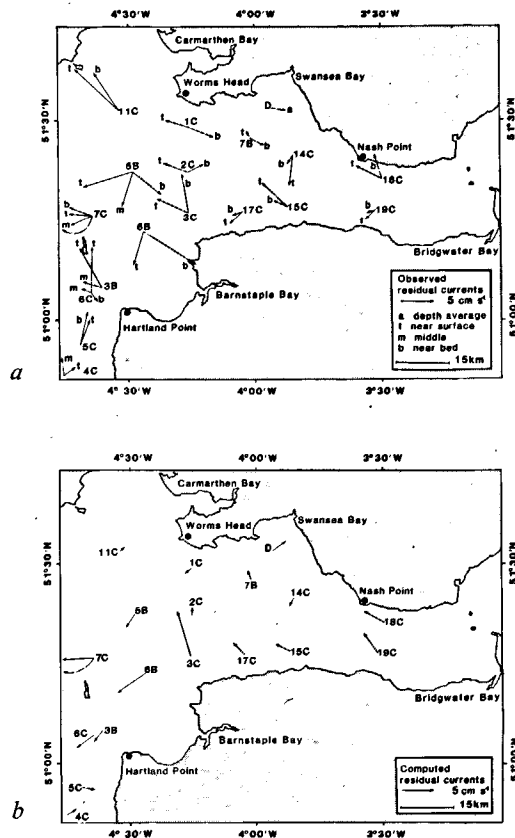 4°30'W 4°00'W 3°30'W
Carmarthen Bay
Worms Head
Swansea Bay
51°30'N
t b
11C
D a
t 1C b
t 7B b
Nash Point
14C
6B
t 2C b
b t
t b 18C
b t
7C
t m
m
b 3C
17C
t
b 15C
b 19C
t
6B
t b
Bridgwater Bay
t t
m 3B
m
6C b
Barnstaple Bay
51°00'N
Hartland Point
b t
5C
m
t 4C
Observed
residual currents
5 cm s⁻¹
a depth average
t near surface
m middle
b near bed
15km
a
4°30'W 4°00'W 3°30'W
4°30'W 4°00'W 3°30'W
Carmarthen Bay
Worms Head
Swansea Bay
51°30'N
11C
D
1C
7B
Nash Point
2C
14C
6B
18C
7C
3C
17C
15C
19C
6B
Bridgwater Bay
6C 3B
Barnstaple Bay
51°00'N
Hartland Point
5C
4C
Computed
residual currents
5 cm s⁻¹
15km
b
4°30'W 4°00'W 3°30'W